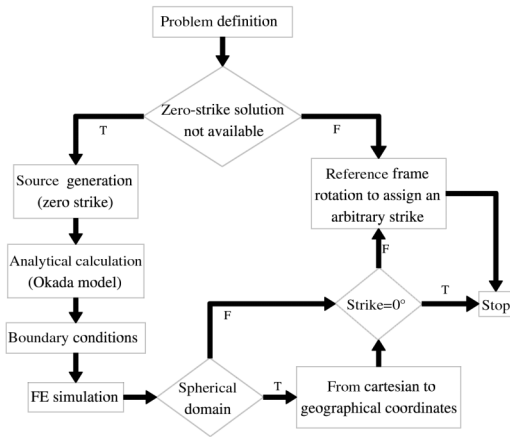 Problem definition
Zero-strike solution
not available
T
F
Source generation
(zero strike)
Reference frame
rotation to assign an
arbitrary strike
Analytical calculation
(Okada model)
F
Boundary conditions
F
Strike=0°
T
Stop
FE simulation
Spherical
domain
T
From cartesian to
geographical coordinates